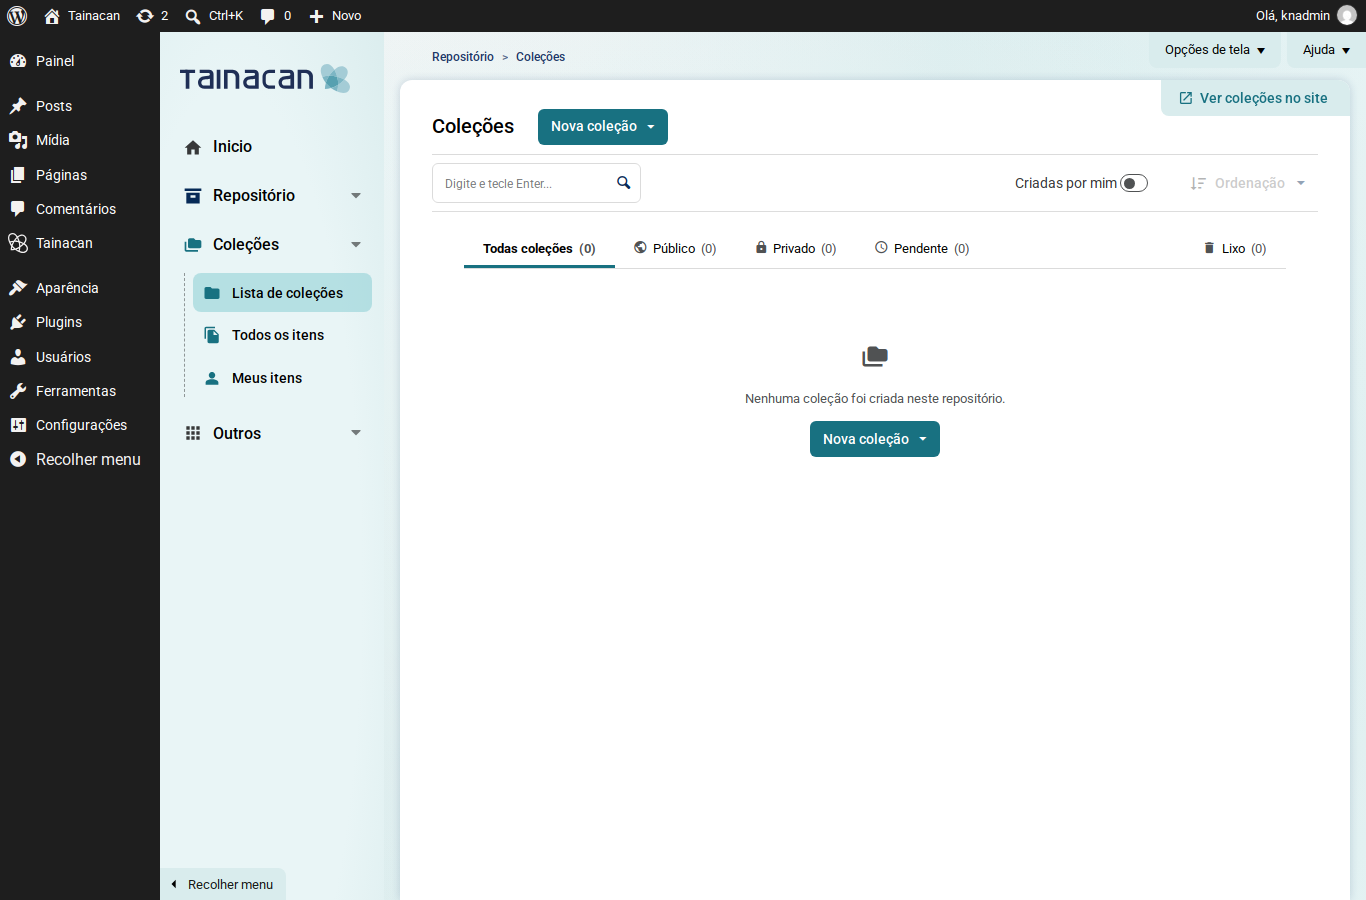 Tainacan
2
Ctrl+K
0
Novo
Olá, knadmin
Painel
Posts
Mídia
Páginas
Comentários
Tainacan
Aparência
Plugins
Usuários
Ferramentas
Configurações
Recolher menu
TAINACAN
Inicio
Repositório
Coleções
Lista de coleções
Todos os itens
Meus itens
Outros
Recolher menu
Repositório > Coleções
Opções de tela
Ajuda
Ver coleções no site
Coleções
Nova coleção
Digite e tecle Enter...
Criadas por mim
Ordenação
Todas coleções (0)
Público (0)
Privado (0)
Pendente (0)
Lixo (0)
Nenhuma coleção foi criada neste repositório.
Nova coleção